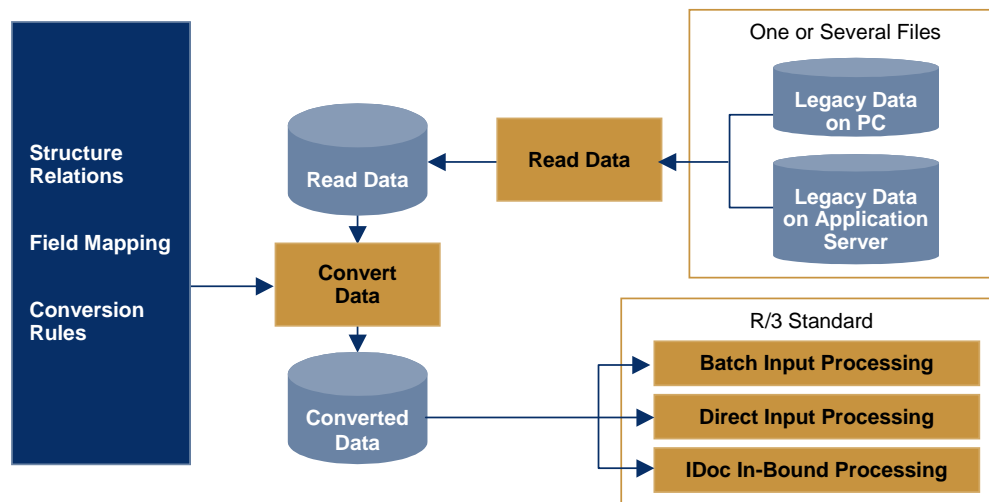 One or Several Files
Legacy Data
on PC
Legacy Data
on Application
Server
Read Data
Read Data
Structure
Relations
Field Mapping
Conversion
Rules
Convert
Data
Converted
Data
R/3 Standard
Batch Input Processing
Direct Input Processing
IDoc In-Bound Processing